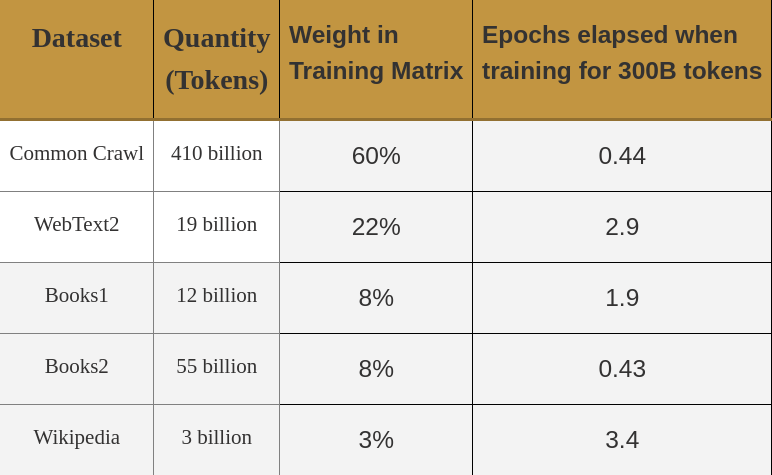 Dataset Quantity (Tokens) Weight in Training Matrix Epochs elapsed when training for 300B tokens
Common Crawl 410 billion 60% 0.44
WebText2 19 billion 22% 2.9
Books1 12 billion 8% 1.9
Books2 55 billion 8% 0.43
Wikipedia 3 billion 3% 3.4